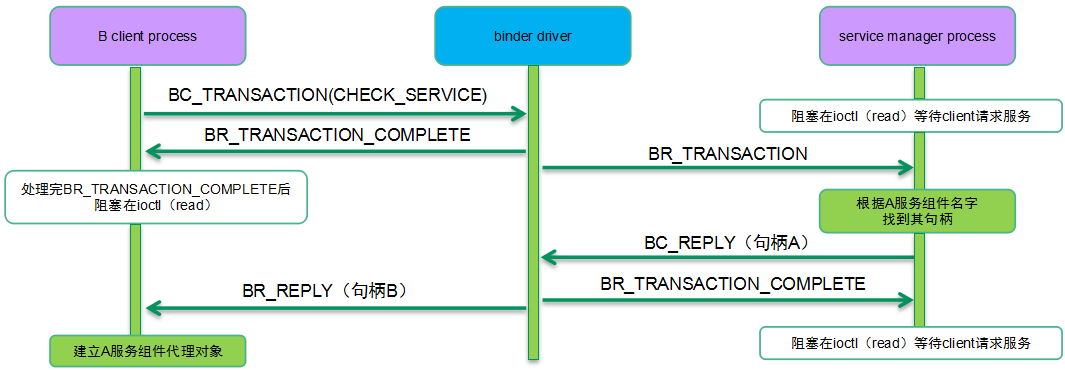 B client process
binder driver
service manager process
BC_TRANSACTION(CHECK_SERVICE)
阻塞在ioctl（read）等待client请求服务
BR_TRANSACTION_COMPLETE
BR_TRANSACTION
处理完BR_TRANSACTION_COMPLETE后
阻塞在ioctl（read）
根据A服务组件名字
找到其句柄
BC_REPLY（句柄A）
BR_TRANSACTION_COMPLETE
BR_REPLY（句柄B）
建立A服务组件代理对象
阻塞在ioctl（read）等待client请求服务